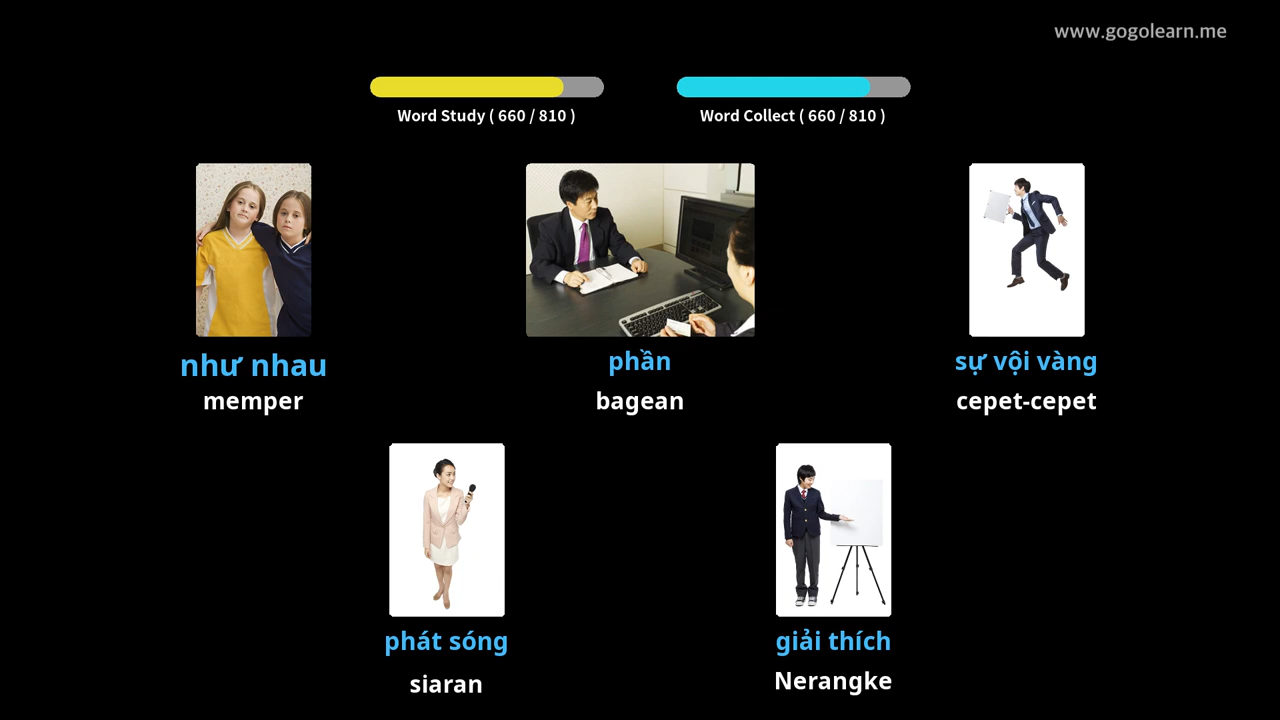 www.gogolearn.me
Word Study ( 660 / 810 )
Word Collect ( 660 / 810 )
như nhau
memper
phần
bagean
sự vội vàng
cepet-cepet
phát sóng
siaran
giải thích
Nerangke